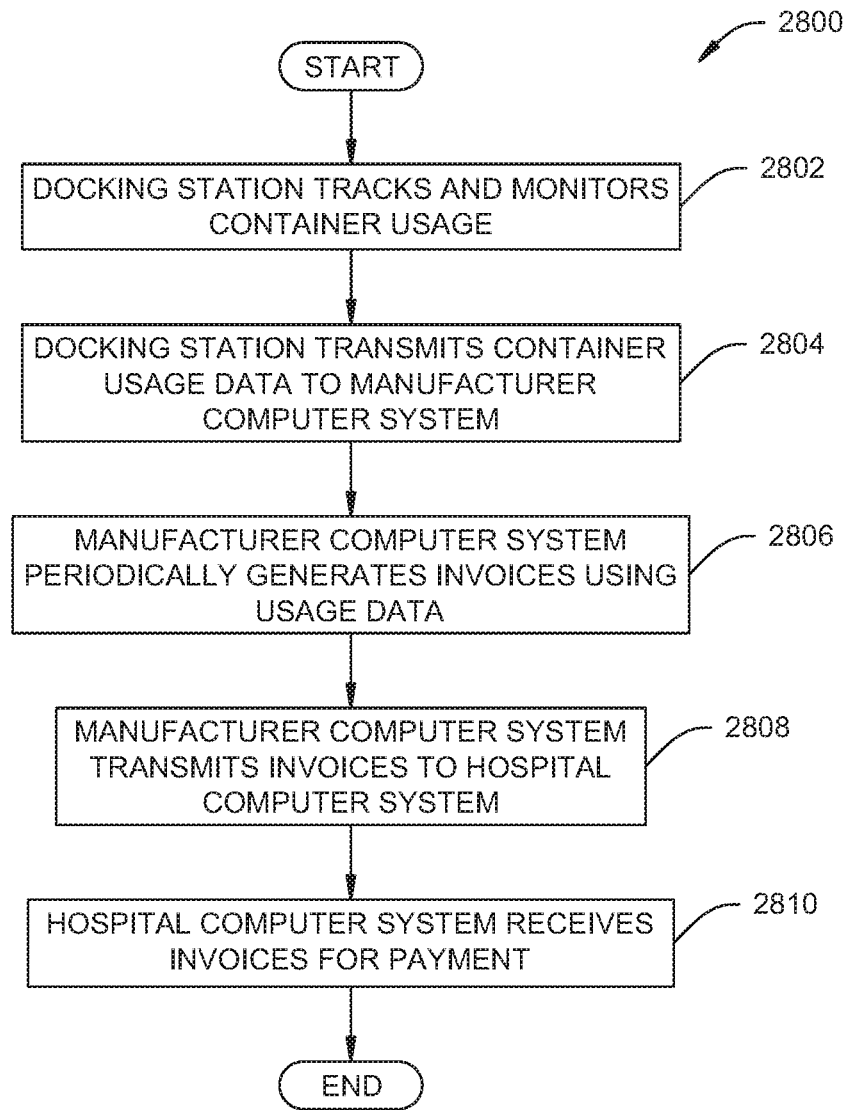 2800
START
2802
DOCKING STATION TRACKS AND MONITORS
CONTAINER USAGE
2804
DOCKING STATION TRANSMITS CONTAINER
USAGE DATA TO MANUFACTURER
COMPUTER SYSTEM
2806
MANUFACTURER COMPUTER SYSTEM
PERIODICALLY GENERATES INVOICES USING
USAGE DATA
2808
MANUFACTURER COMPUTER SYSTEM
TRANSMITS INVOICES TO HOSPITAL
COMPUTER SYSTEM
2810
HOSPITAL COMPUTER SYSTEM RECEIVES
INVOICES FOR PAYMENT
END